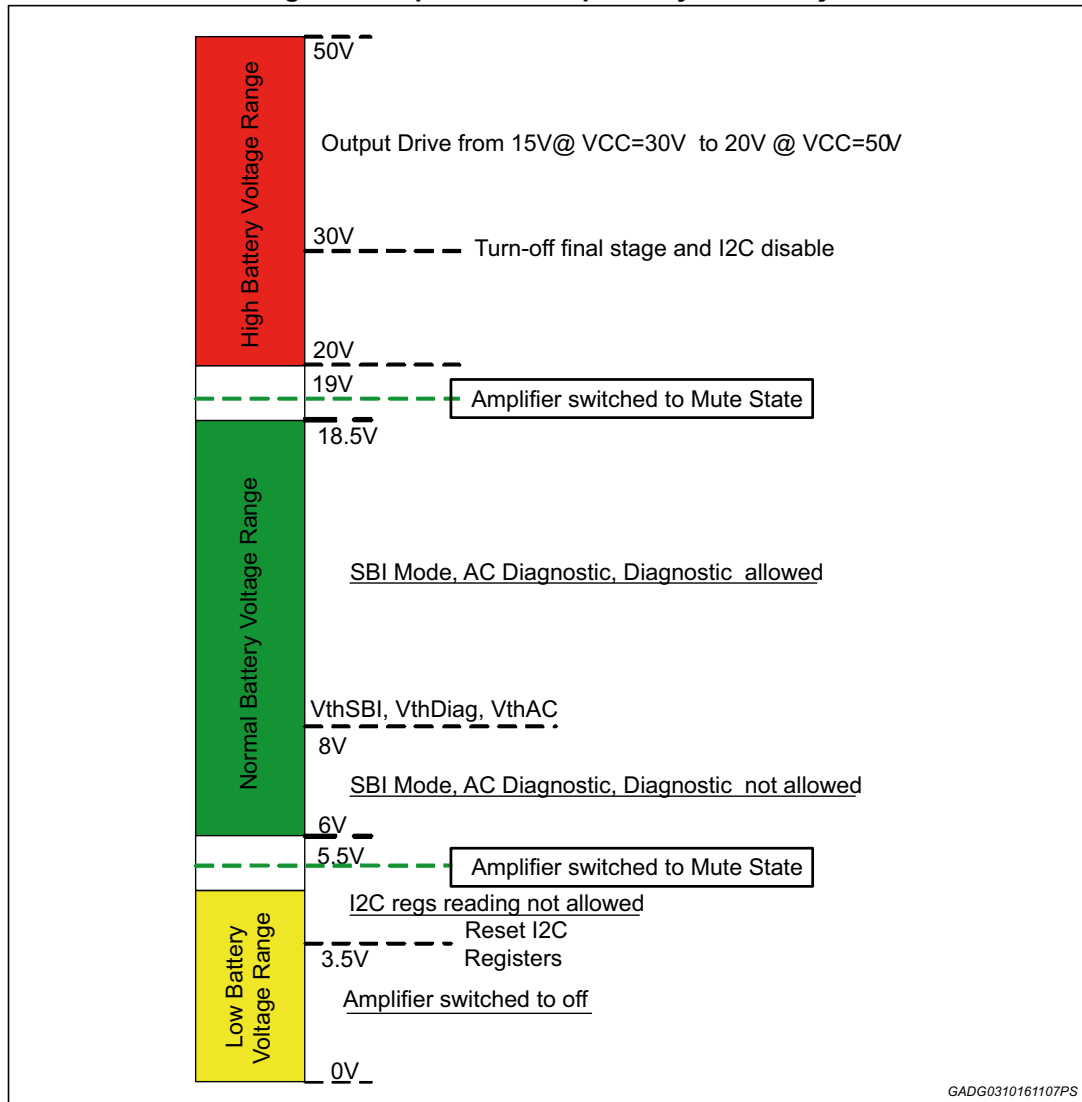 50V
High Battery Voltage Range
Output Drive from 15V@ VCC=30V to 20V @ VCC=50V
30V
Turn-off final stage and I2C disable
20V
19V
Amplifier switched to Mute State
18.5V
Normal Battery Voltage Range
SBI Mode, AC Diagnostic, Diagnostic allowed
VthSBI, VthDiag, VthAC
8V
SBI Mode, AC Diagnostic, Diagnostic not allowed
6V
5.5V
Amplifier switched to Mute State
I2C regs reading not allowed
Low Battery
Voltage Range
Reset I2C
Registers
3.5V
Amplifier switched to off
0V
GADG0310161107PS